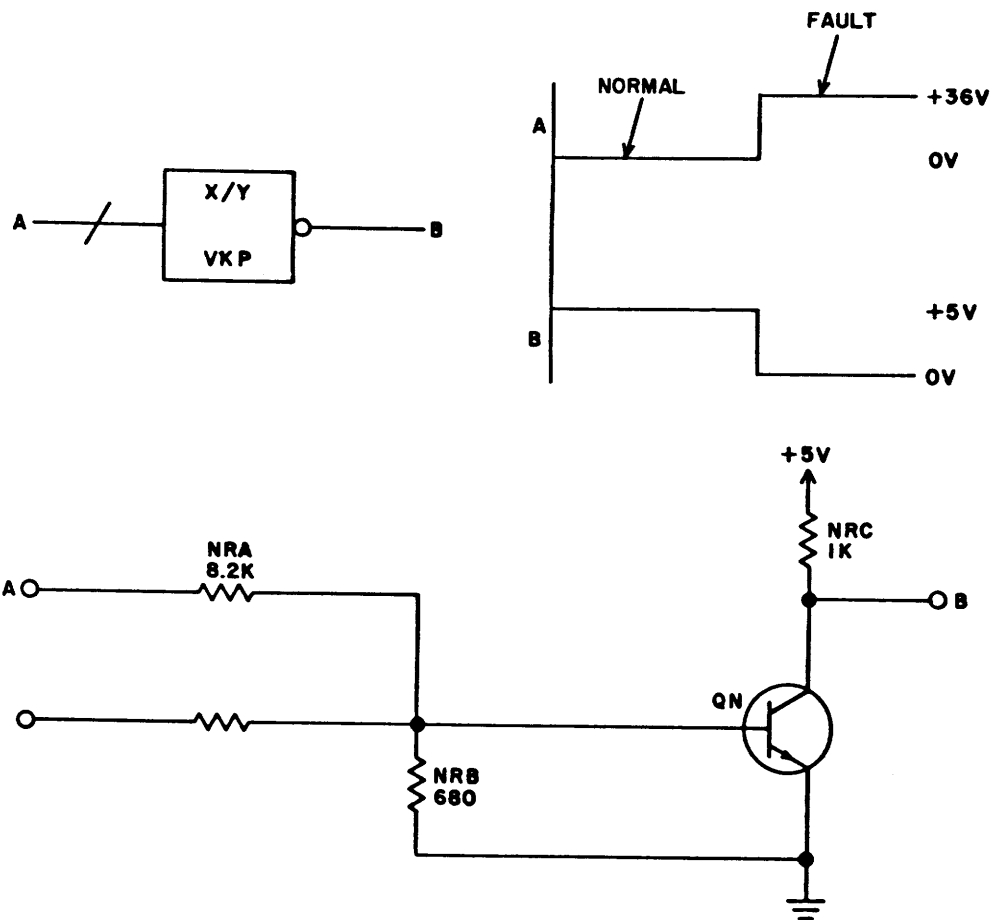 FAULT
NORMAL
+36V
A
0V
X/Y
A
B
VKP
+5V
B
0V
+5V
NRC
1K
NRA
8.2K
A
B
QN
NRB
680